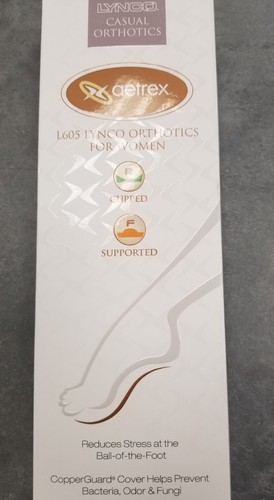 LYNCO.
CASUAL
ORTHOTICS
aetrex
L605 LYNCO ORTHOTICS
FOR WOMEN
R
CUPPED
F
SUPPORTED
Reduces Stress at the
Ball-of-the-Foot
CopperGuard® Cover Helps Prevent
Bacteria, Odor & Fungi